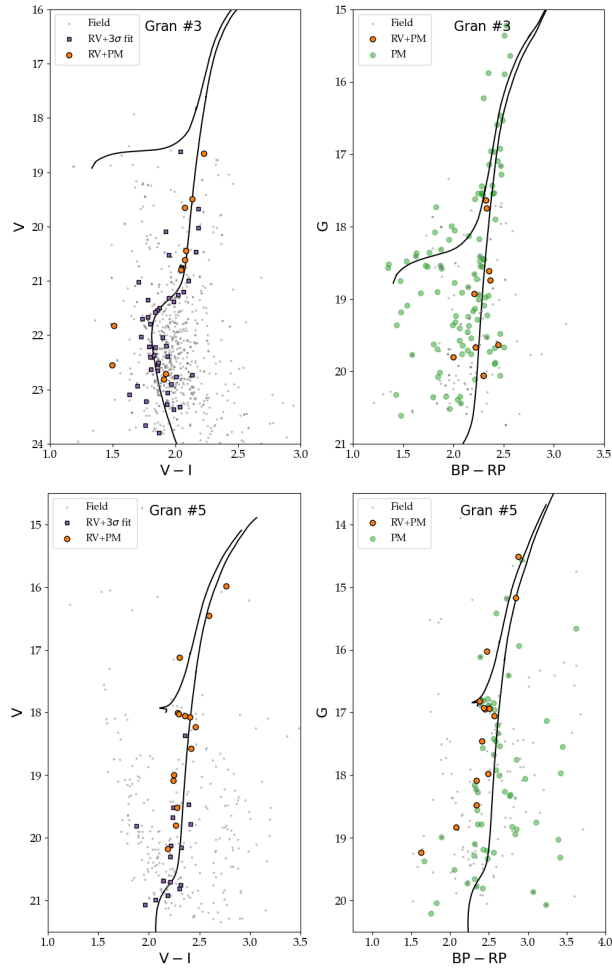 Gran #3
Field
RV+3σ fit
RV+PM
16
17
18
19
20
21
22
23
24
V
1.0
1.5
2.0
2.5
3.0
V − I
Gran #3
Field
RV+PM
PM
15
16
17
18
19
20
21
G
1.0
1.5
2.0
2.5
3.0
3.5
BP − RP
Gran #5
Field
RV+3σ fit
RV+PM
15
16
17
18
19
20
21
V
1.0
1.5
2.0
2.5
3.0
3.5
V − I
Gran #5
Field
RV+PM
PM
14
15
16
17
18
19
20
G
1.0
1.5
2.0
2.5
3.0
3.5
4.0
BP − RP